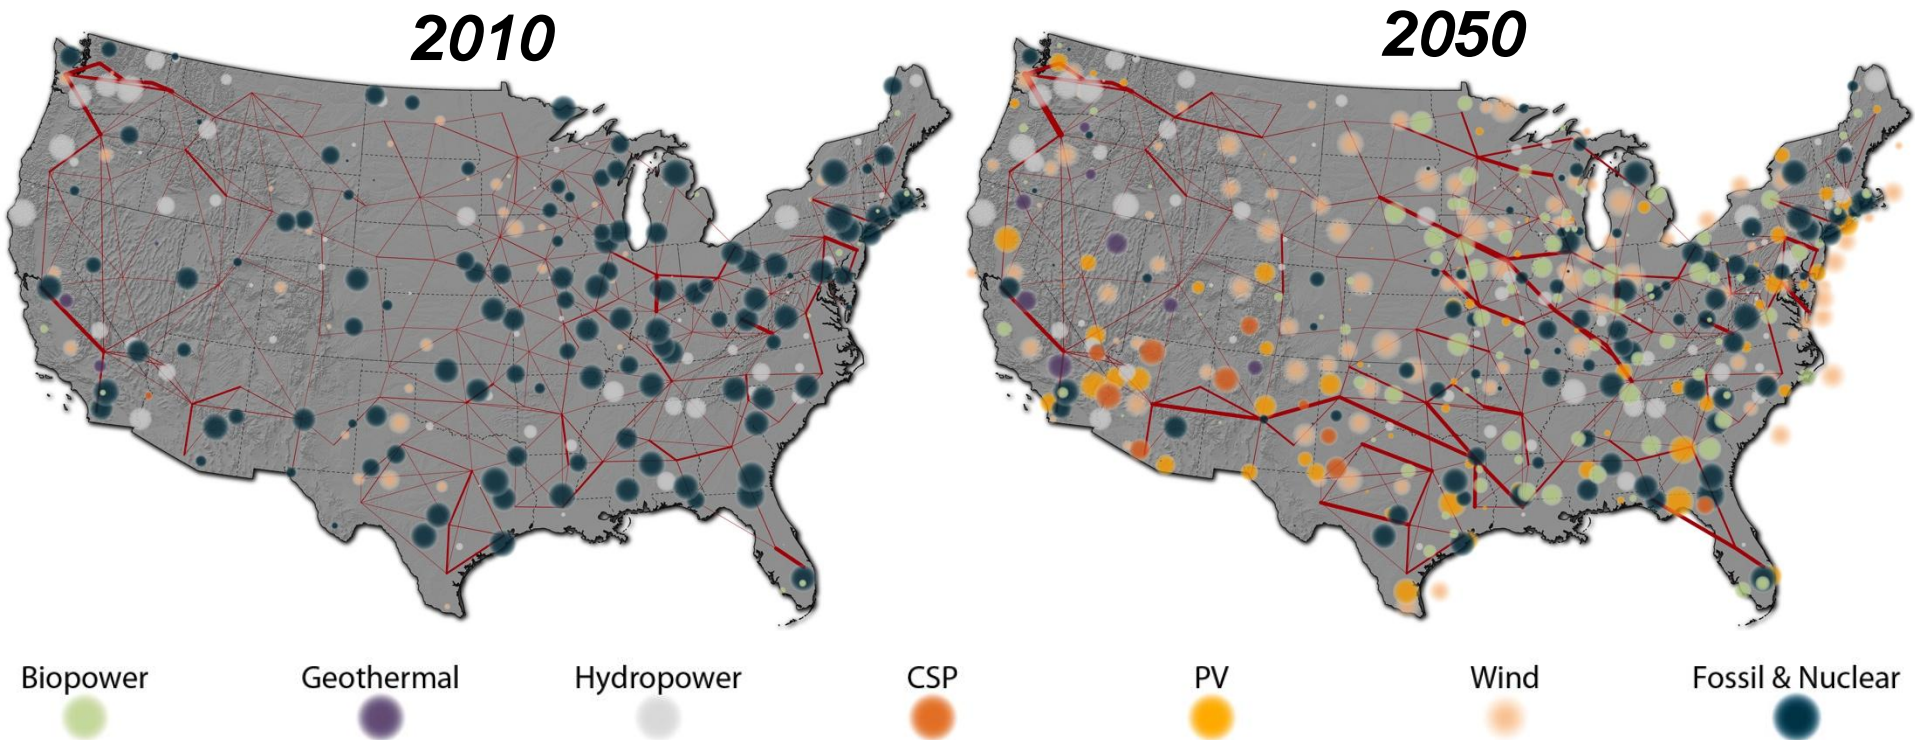 2010
2050
Biopower
Geothermal
Hydropower
CSP
PV
Wind
Fossil & Nuclear